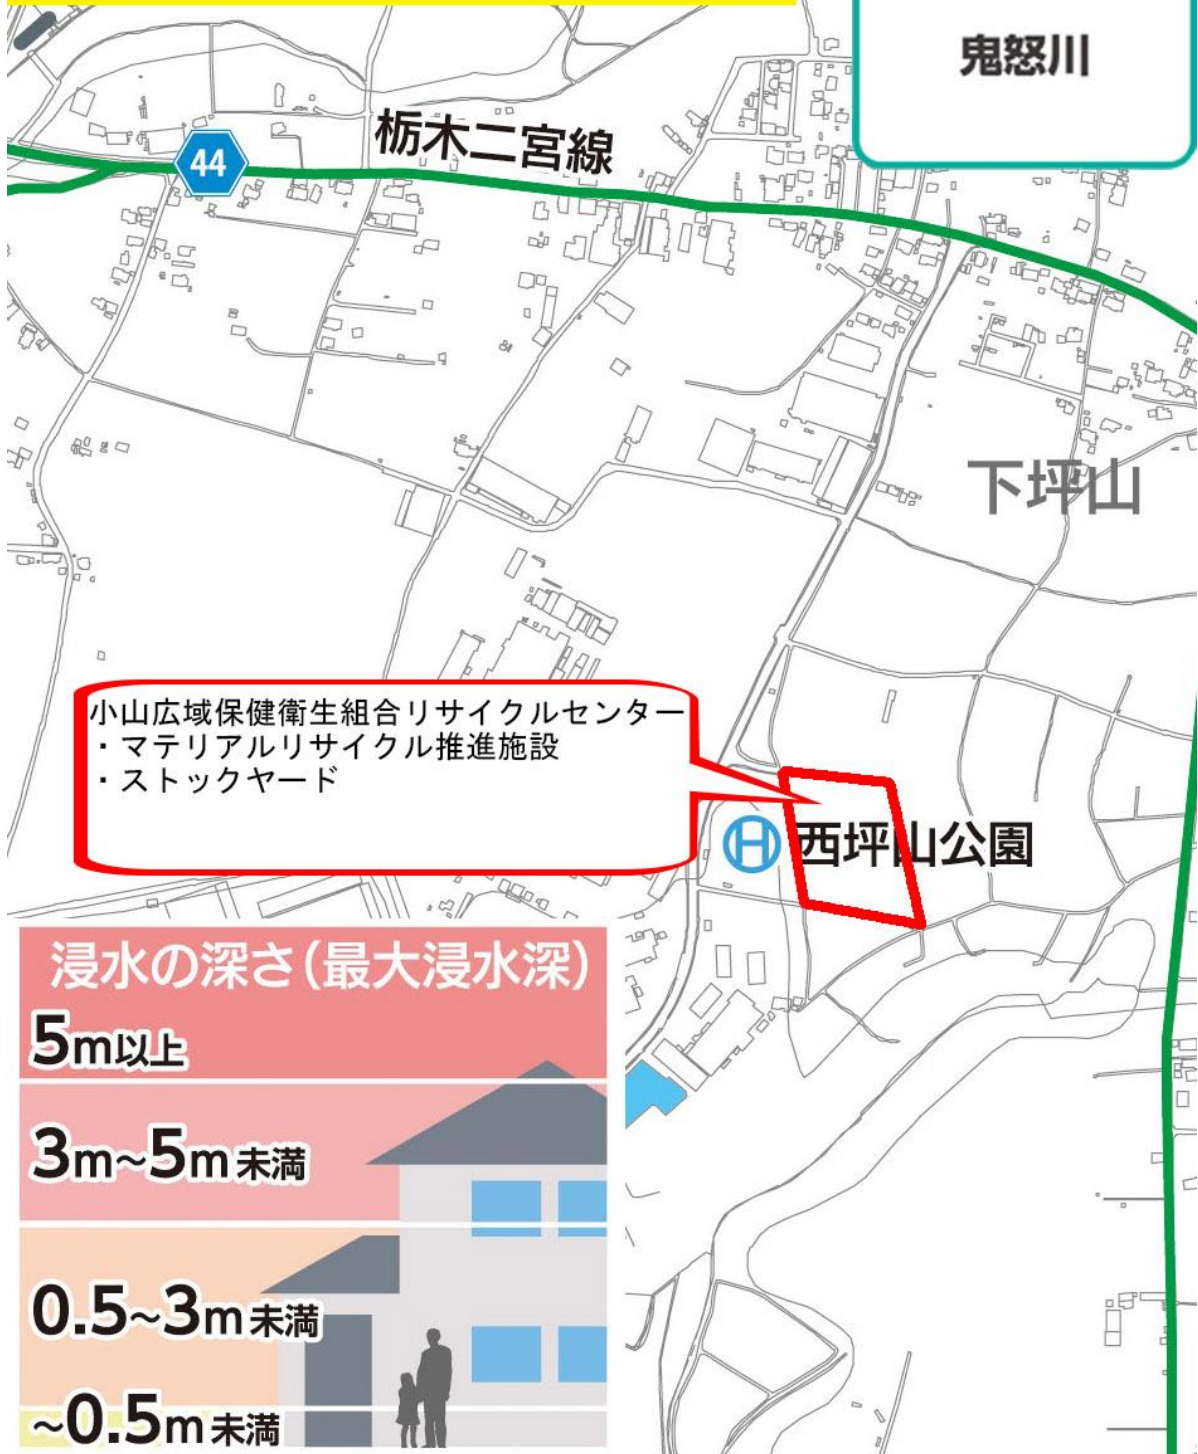 鬼怒川
栃木二宮線
44
下坪山
小山広域保健衛生組合リサイクルセンター
・マテリアルリサイクル推進施設
・ストックヤード
H 西坪山公園
浸水の深さ(最大浸水深)
5m以上
3m~5m未満
0.5~3m未満
~0.5m未満